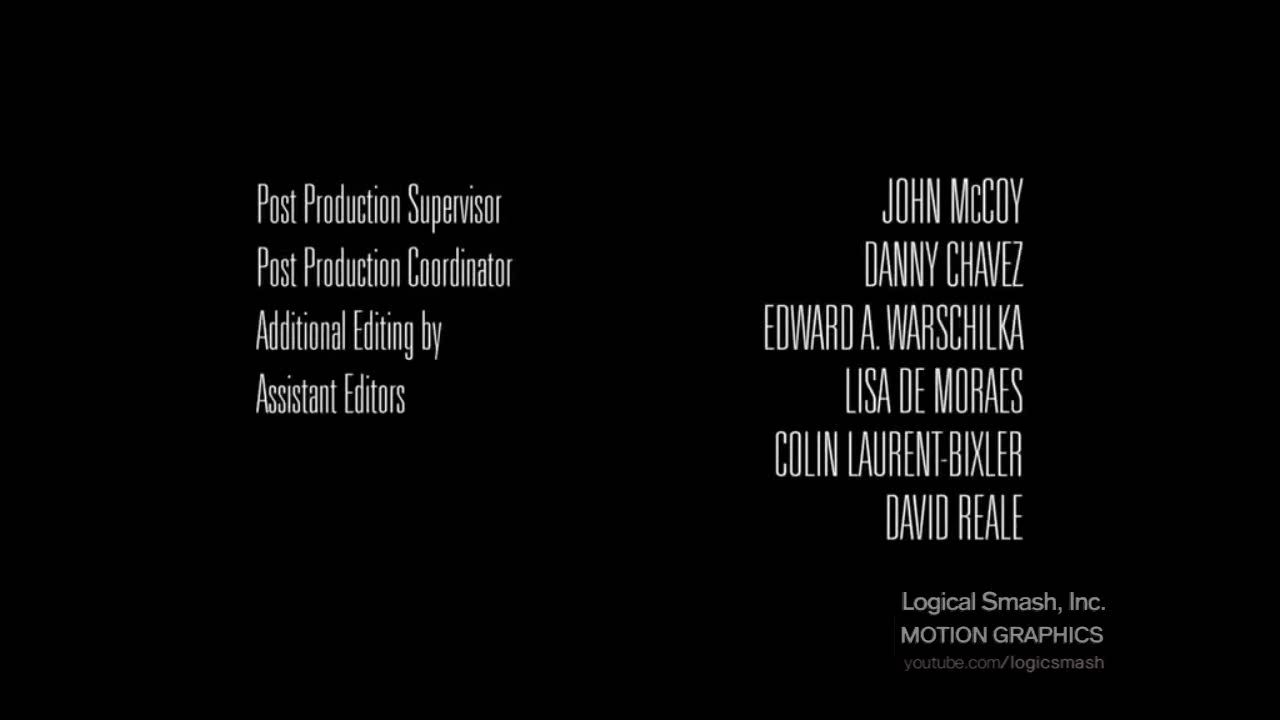 Post Production Supervisor JOHN McCOY
Post Production Coordinator DANNY CHAVEZ
Additional Editing by EDWARD A. WARSCHILKA
Assistant Editors LISA DE MORAES
COLIN LAURENT-BIXLER
DAVID REALE
Logical Smash, Inc.
MOTION GRAPHICS
youtube.com/logicsmash